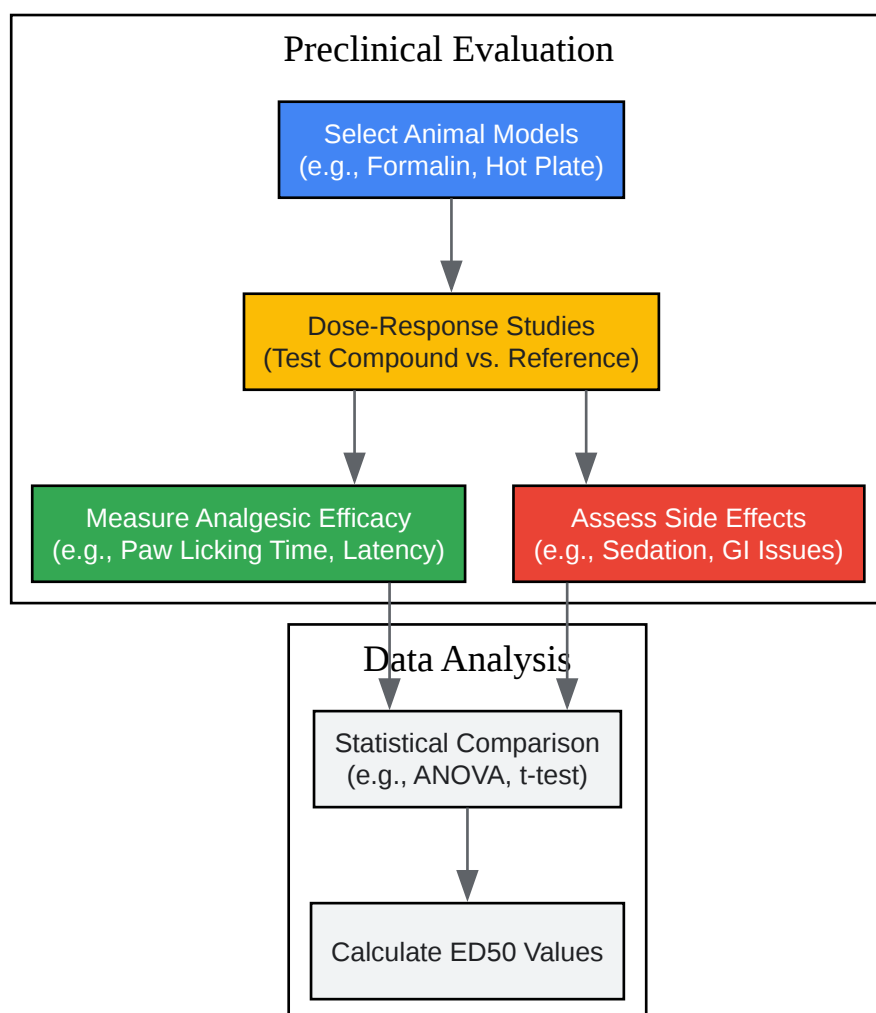 Preclinical Evaluation
Select Animal Models
(e.g., Formalin, Hot Plate)
Dose-Response Studies
(Test Compound vs. Reference)
Measure Analgesic Efficacy
(e.g., Paw Licking Time, Latency)
Assess Side Effects
(e.g., Sedation, GI Issues)
Data Analysis
Statistical Comparison
(e.g., ANOVA, t-test)
Calculate ED50 Values